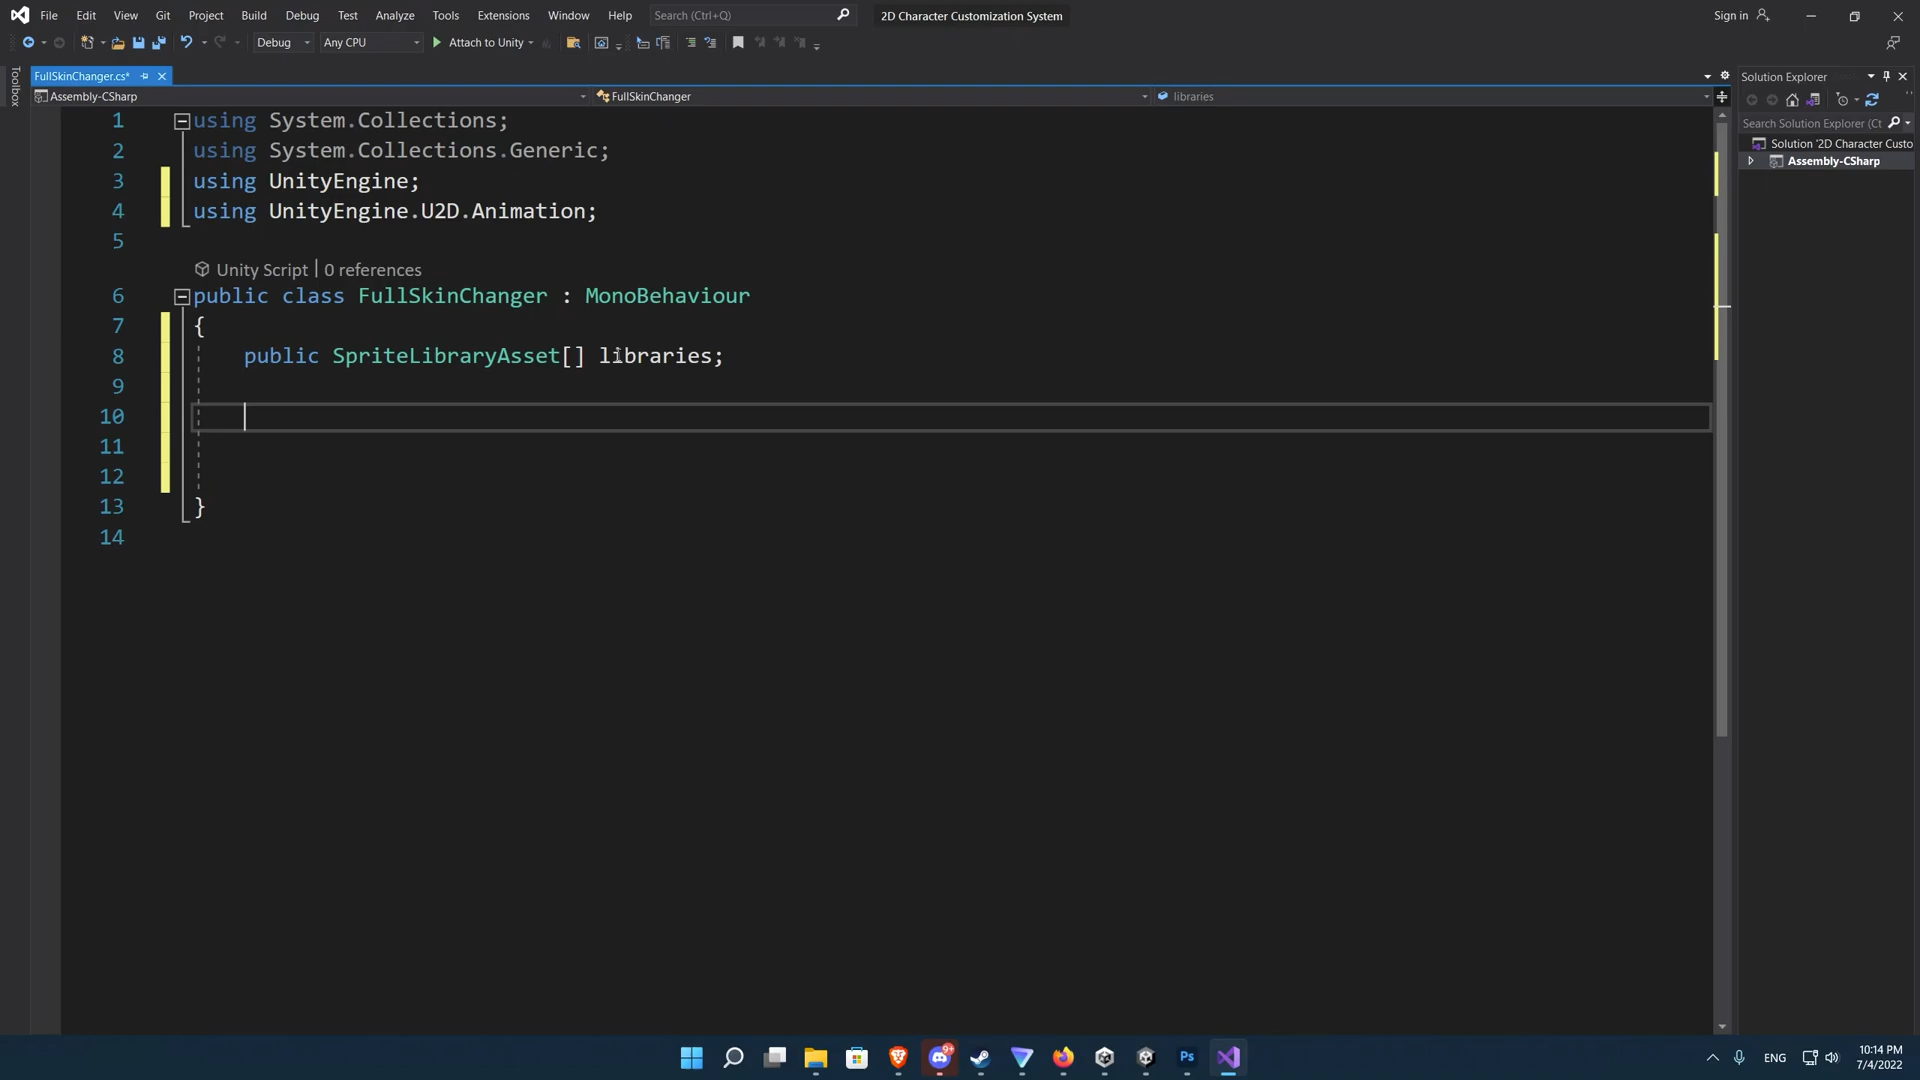 File Edit View Git Project Build Debug Test Analyze Tools Extensions Window Help Search (Ctrl+Q) 2D Character Customization System Sign in
Debug Any CPU Attach to Unity
Toolbox
FullSkinChanger.cs*
Solution Explorer
Assembly-CSharp FullSkinChanger libraries
Search Solution Explorer (Ct
Solution '2D Character Custo
Assembly-CSharp
1 using System.Collections;
2 using System.Collections.Generic;
3 using UnityEngine;
4 using UnityEngine.U2D.Animation;
5
Unity Script | 0 references
6 public class FullSkinChanger : MonoBehaviour
7 {
8 public SpriteLibraryAsset[] libraries;
9
10
11
12
13 }
14
9+
Ps
ENG
10:14 PM
7/4/2022